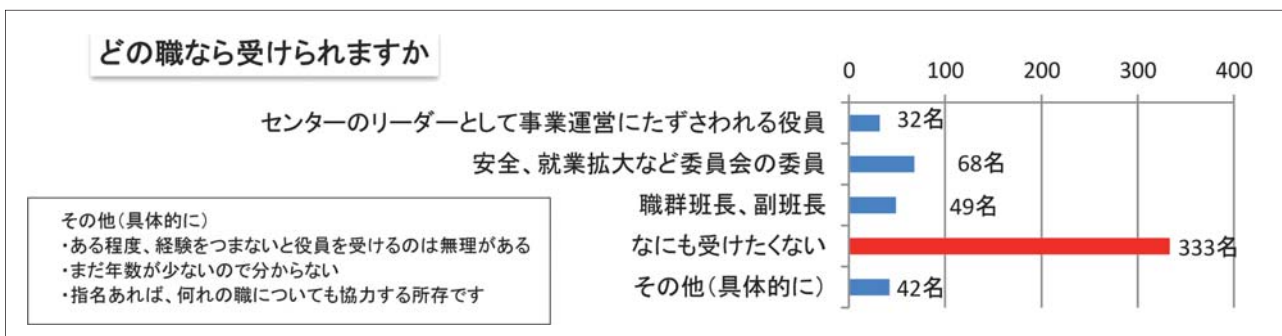 どの職なら受けられますか
0 100 200 300 400
センターのリーダーとして事業運営にたずさわれる役員 32名
安全、就業拡大など委員会の委員 68名
職群班長、副班長 49名
なにも受けたくない 333名
その他(具体的に) 42名
その他(具体的に)
・ある程度、経験をつまないと役員を受けるのは無理がある
・まだ年数が少ないので分からない
・指名あれば、何れの職についても協力する所存です